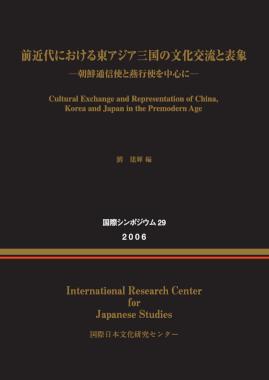 前近代における東アジア三国の文化交流と表象
―朝鮮通信使と燕行使を中心に―
Cultural Exchange and Representation of China,
Korea and Japan in the Premodern Age
劉 建輝 編
国際シンポジウム 29
2006
International Research Center
for
Japanese Studies
国際日本文化研究センター